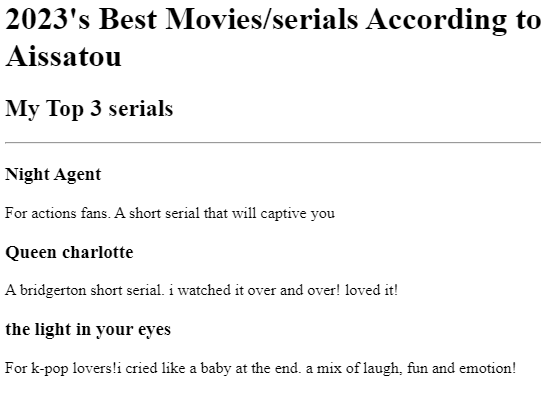 2023's Best Movies/serials According to
Aissatou
My Top 3 serials
Night Agent
For actions fans. A short serial that will captive you
Queen charlotte
A bridgerton short serial. i watched it over and over! loved it!
the light in your eyes
For k-pop lovers!i cried like a baby at the end. a mix of laugh, fun and emotion!